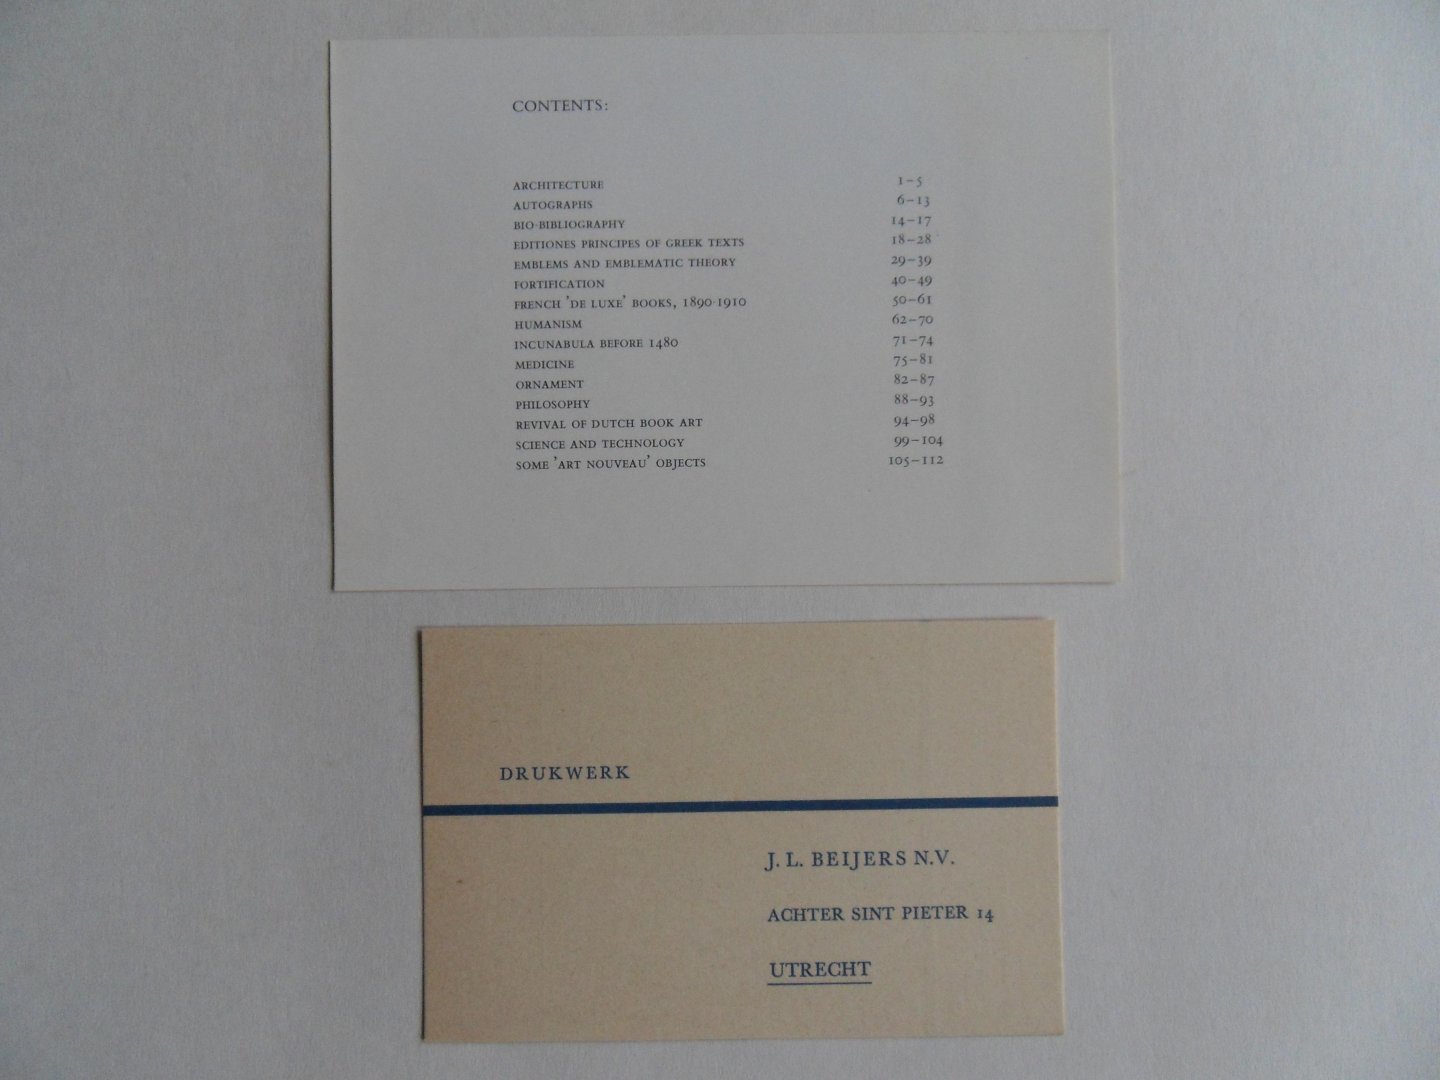 CONTENTS:
ARCHITECTURE 1–5
AUTOGRAPHS 6–13
BIO-BIBLIOGRAPHY 14–17
EDITIONES PRINCIPES OF GREEK TEXTS 18–28
EMBLEMS AND EMBLEMATIC THEORY 29–39
FORTIFICATION 40–49
FRENCH 'DE LUXE' BOOKS, 1890-1910 50–61
HUMANISM 62–70
INCUNABULA BEFORE 1480 71–74
MEDICINE 75–81
ORNAMENT 82–87
PHILOSOPHY 88–93
REVIVAL OF DUTCH BOOK ART 94–98
SCIENCE AND TECHNOLOGY 99–104
SOME 'ART NOUVEAU' OBJECTS 105–112
DRUKWERK
J. L. BEIJERS N.V.
ACHTER SINT PIETER 14
UTRECHT